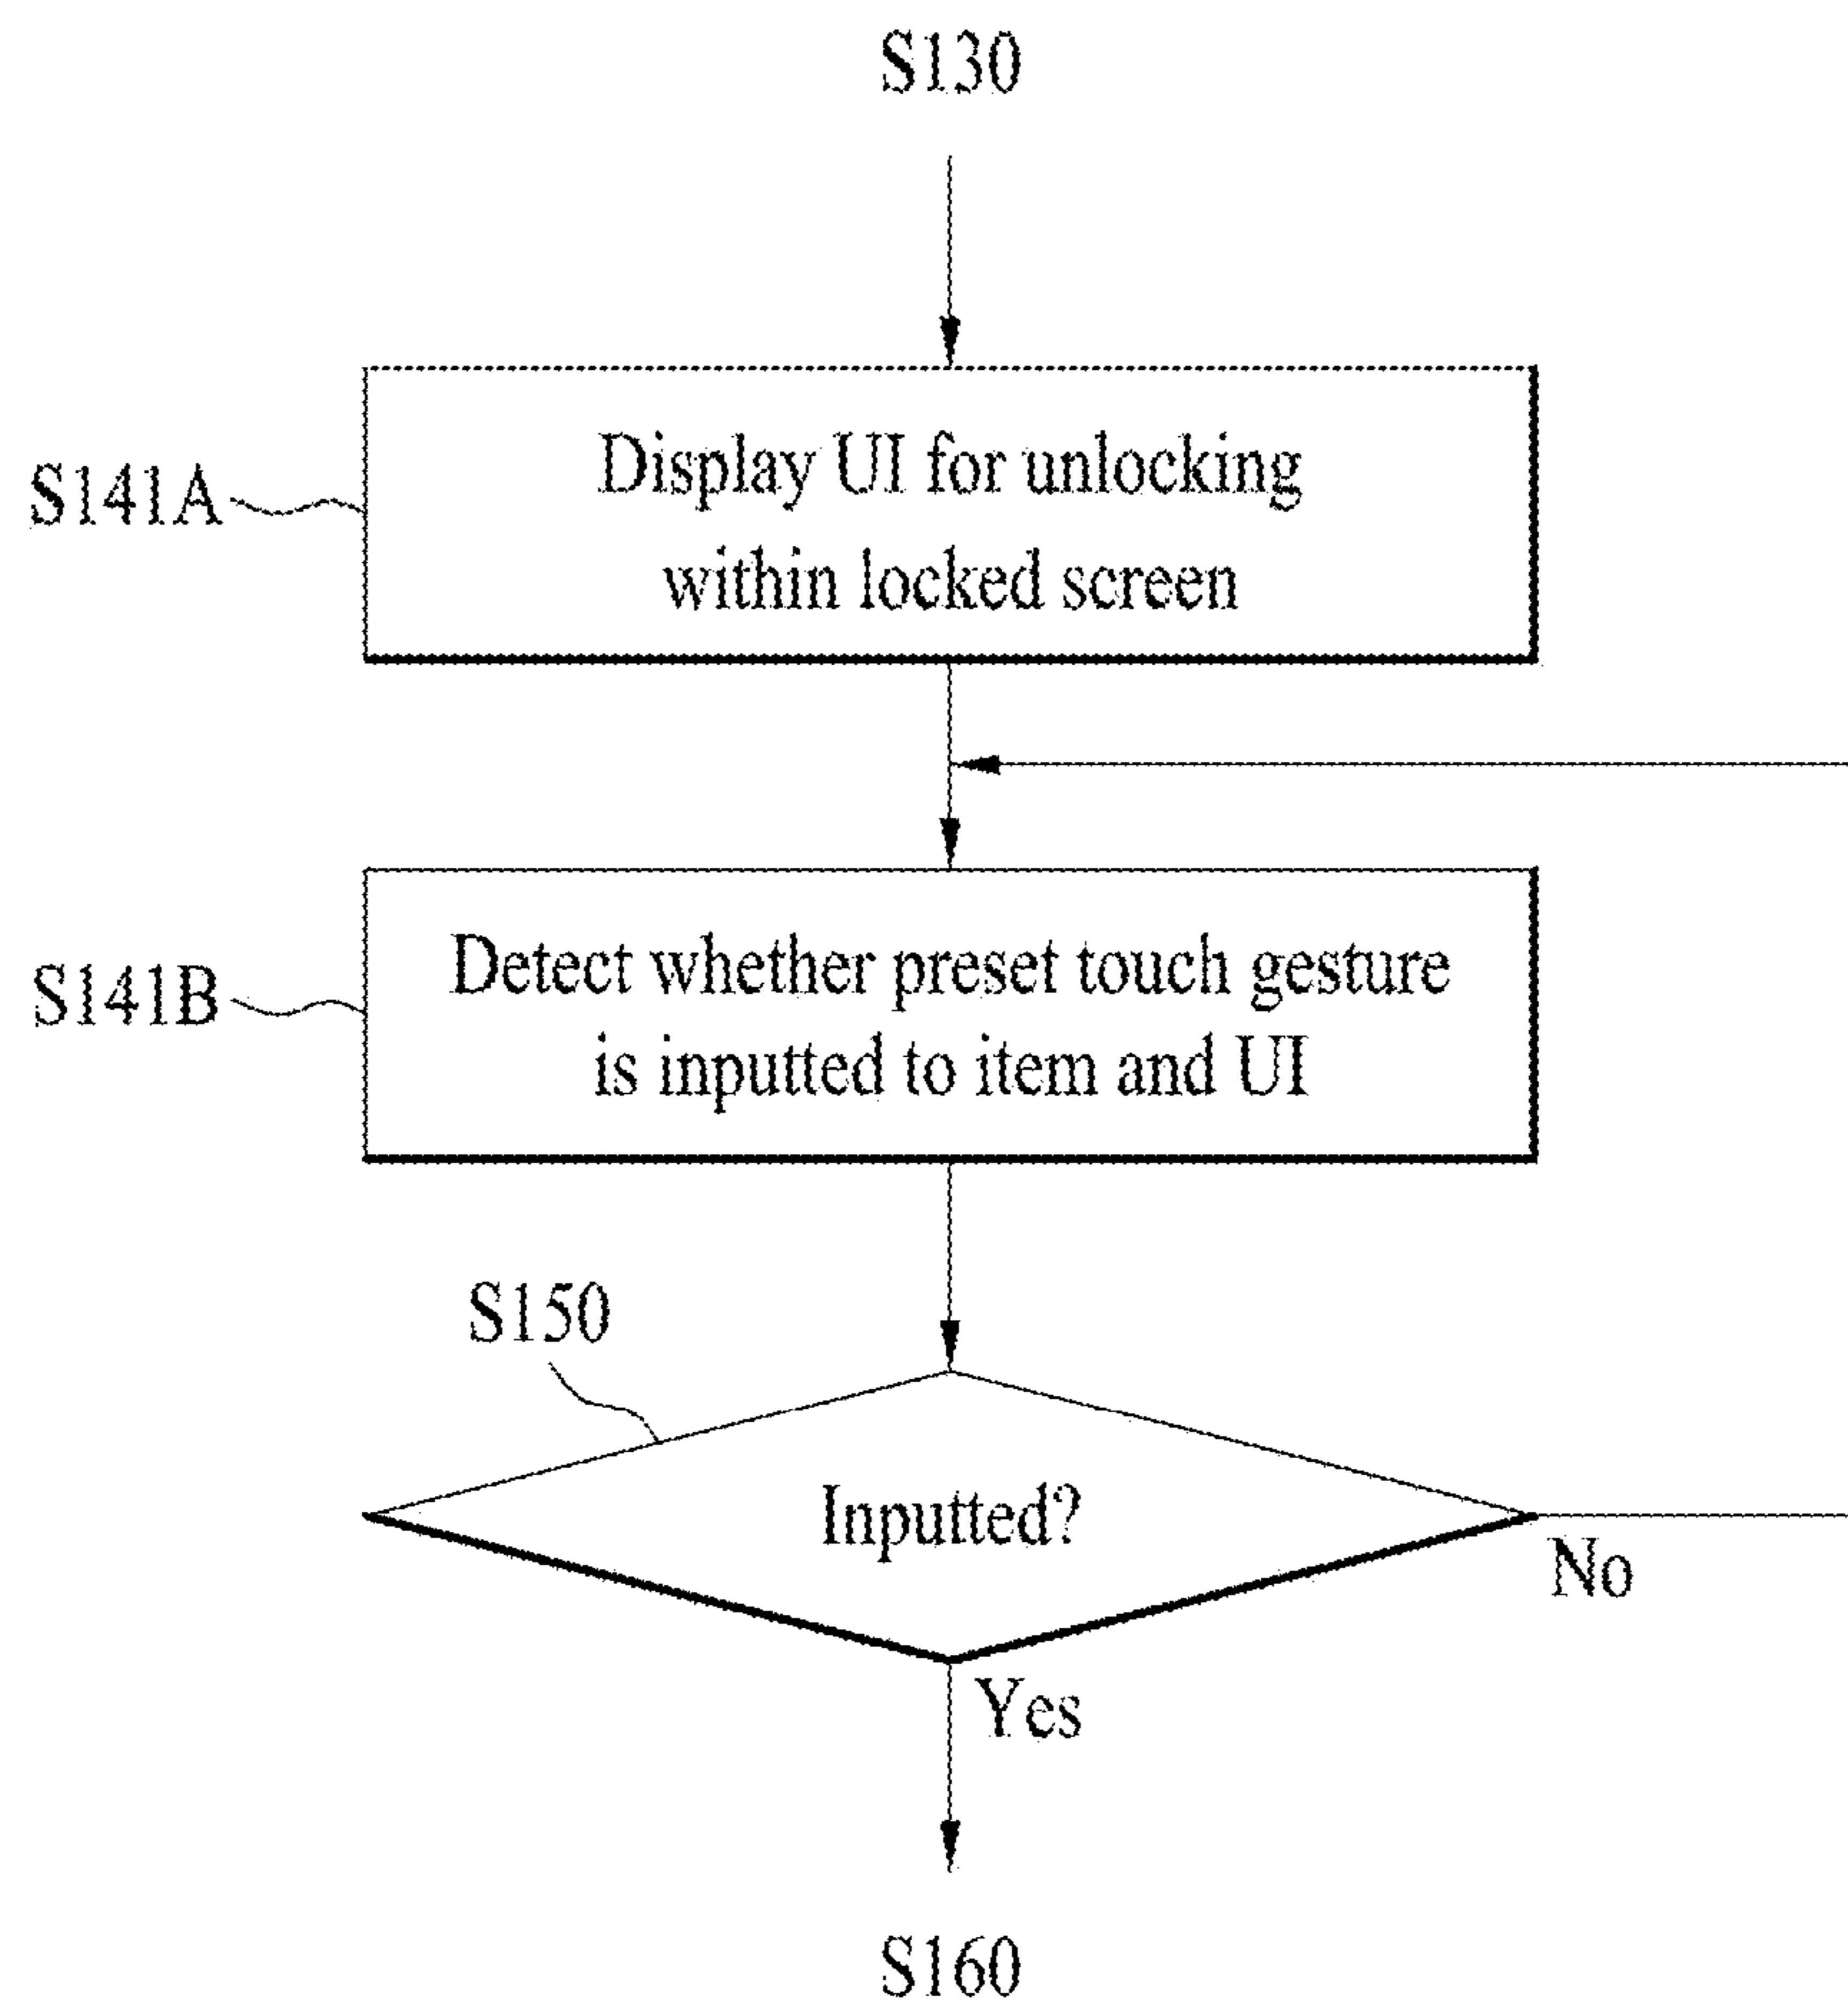 S130
S141A
Display UI for unlocking
within locked screen
S141B
Detect whether preset touch gesture
is inputted to item and UI
S150
Inputted?
No
Yes
S160